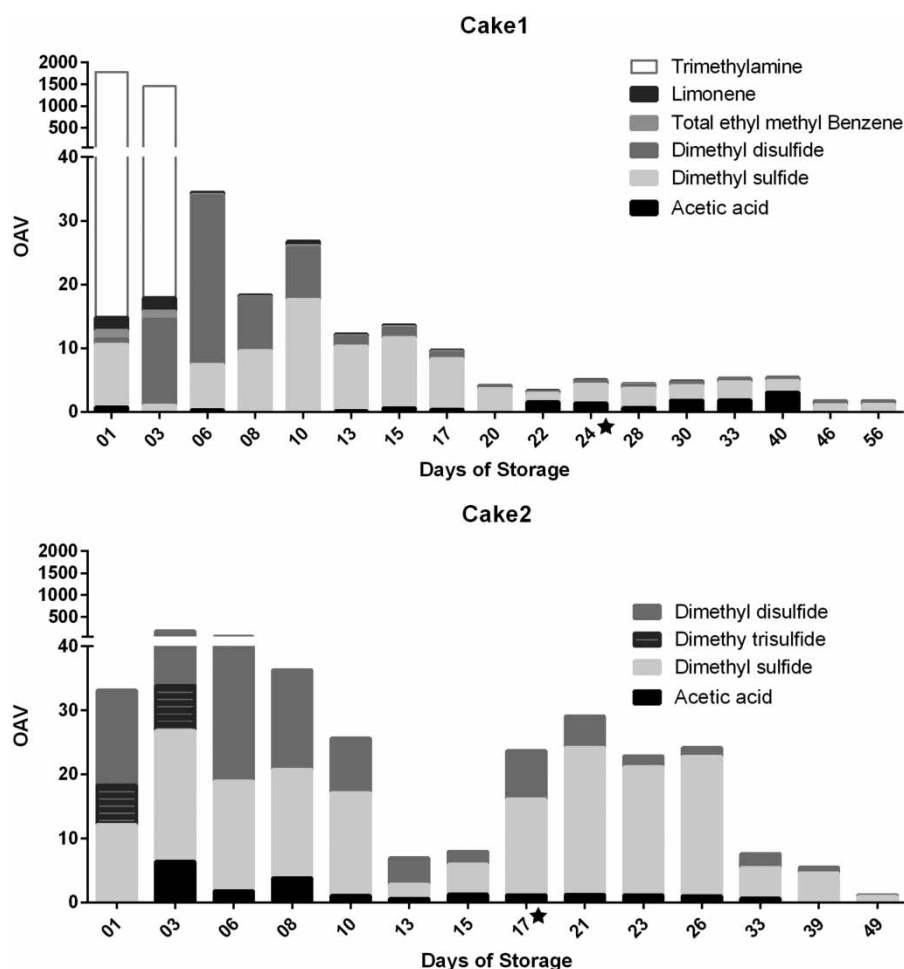 Cake1
2000
1500
1000
500
40
30
20
10
0
OAV
Trimethylamine
Limonene
Total ethyl methyl Benzene
Dimethyl disulfide
Dimethyl sulfide
Acetic acid
01 03 06 08 10 13 15 17 20 22 24 28 30 33 40 46 56
Days of Storage
Cake2
2000
1500
1000
500
40
30
20
10
0
OAV
Dimethyl disulfide
Dimethy trisulfide
Dimethyl sulfide
Acetic acid
01 03 06 08 10 13 15 17 21 23 26 33 39 49
Days of Storage